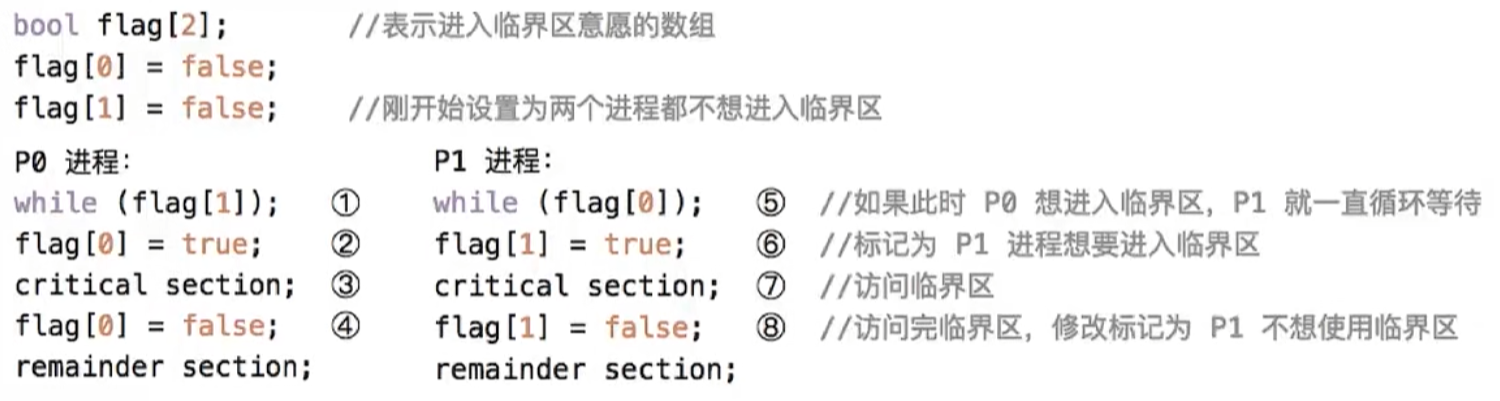 bool flag[2];    //表示进入临界区意愿的数组
flag[0] = false;
flag[1] = false;    //刚开始设置为两个进程都不想进入临界区
P0 进程:    P1 进程:
while (flag[1]);  ①    while (flag[0]);  ⑤  //如果此时 P0 想进入临界区, P1 就一直循环等待
flag[0] = true;  ②    flag[1] = true;  ⑥  //标记为 P1 进程想要进入临界区
critical section;  ③    critical section;  ⑦  //访问临界区
flag[0] = false;  ④    flag[1] = false;  ⑧  //访问完临界区, 修改标记为 P1 不想使用临界区
remainder section;    remainder section;